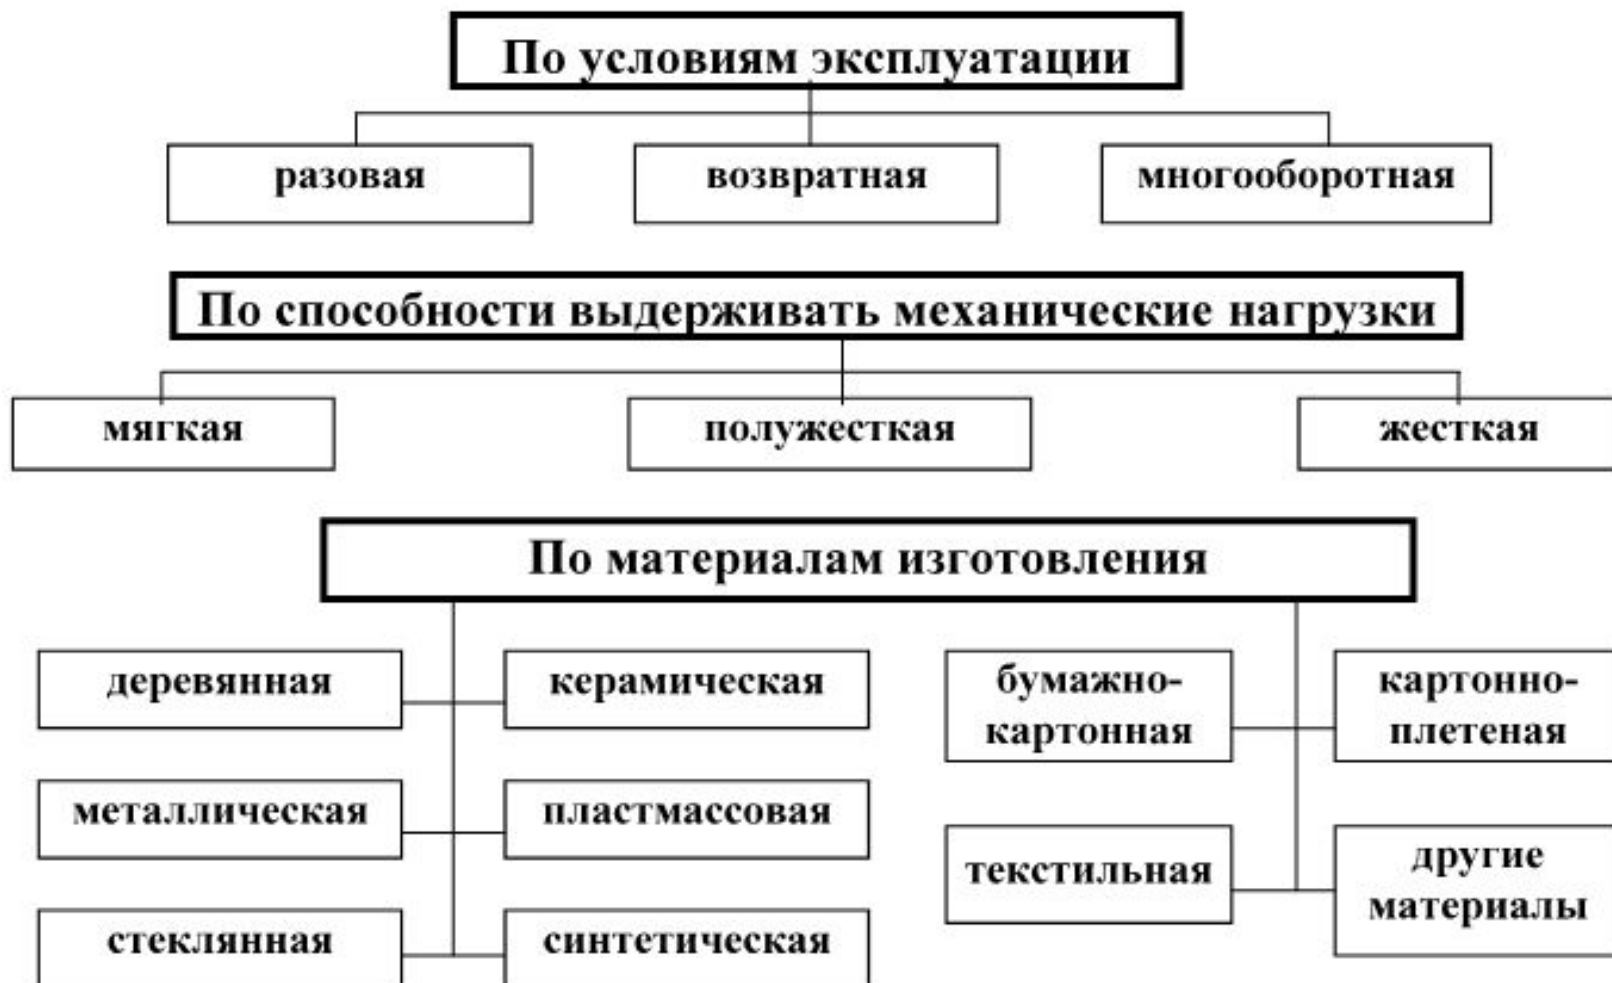 По условиям эксплуатации
разовая
возвратная
многооборотная
По способности выдерживать механические нагрузки
мягкая
полужесткая
жесткая
По материалам изготовления
деревянная
керамическая
бумажно-
картонная
картонно-
плетеная
металлическая
пластмассовая
текстильная
другие
материалы
стеклянная
синтетическая